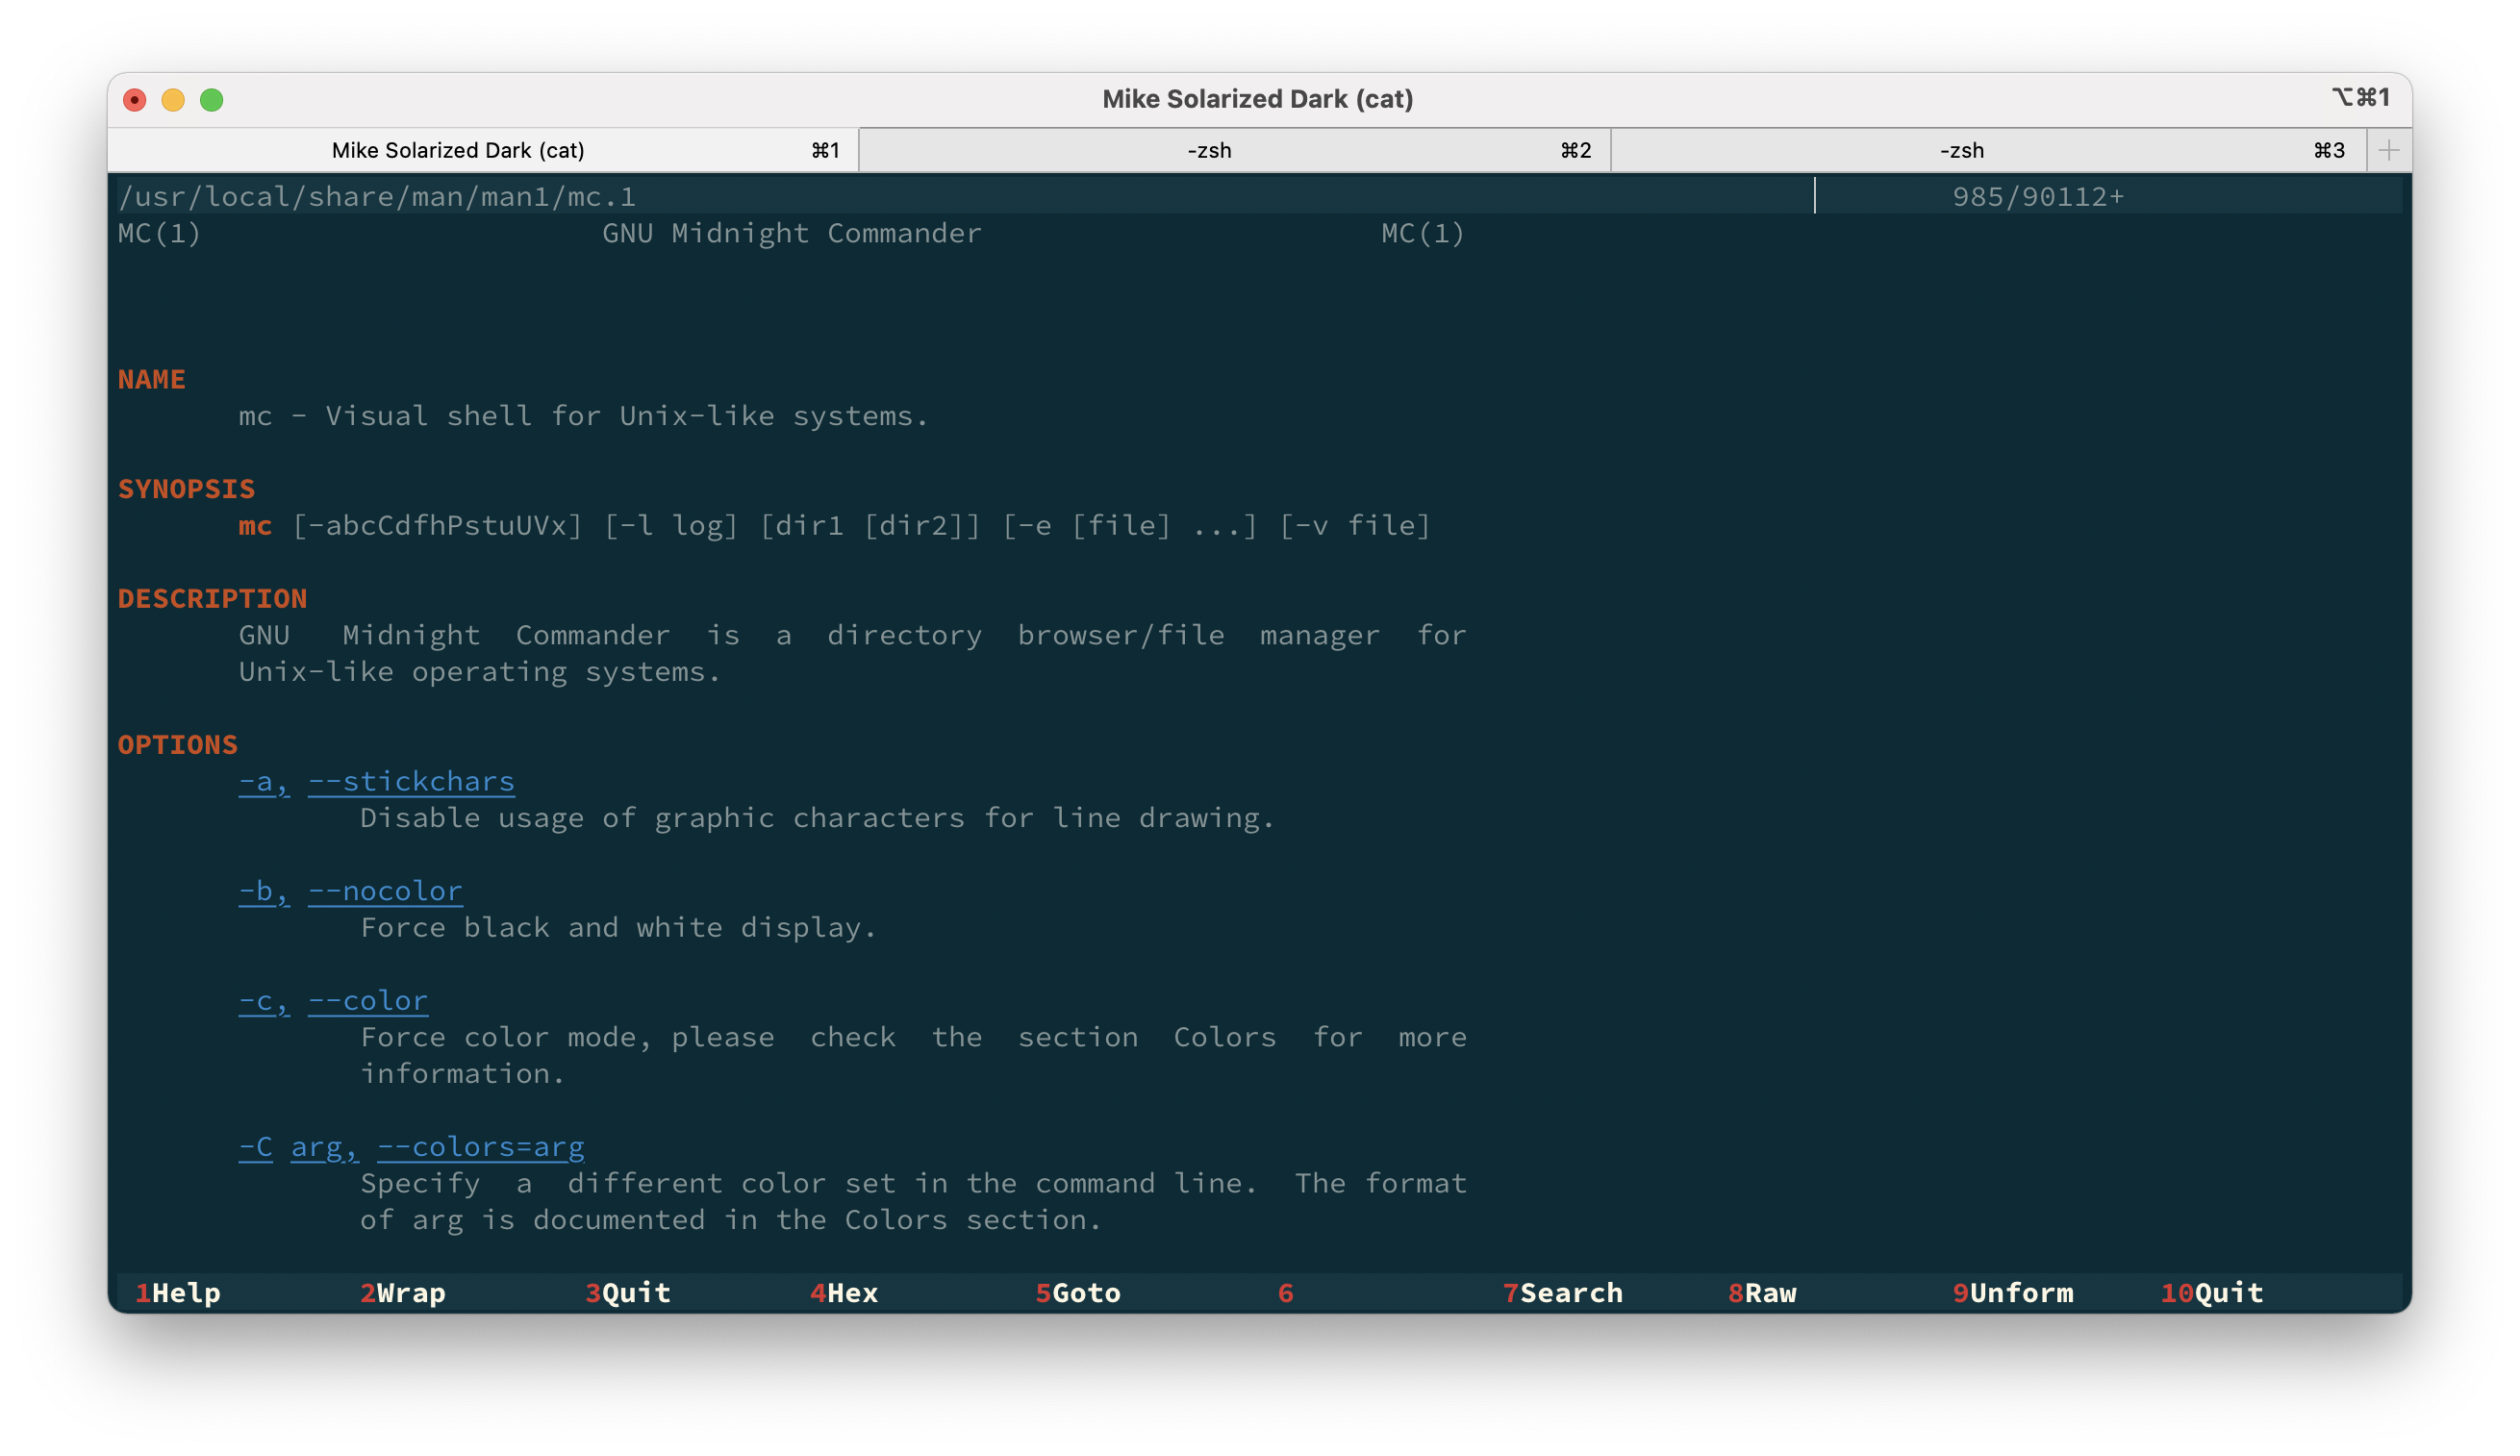 Mike Solarized Dark (cat) ⌥⌘1
Mike Solarized Dark (cat) ⌘1 -zsh ⌘2 -zsh ⌘3 +
/usr/local/share/man/man1/mc.1 985/90112+
MC(1) GNU Midnight Commander MC(1)
NAME
mc - Visual shell for Unix-like systems.
SYNOPSIS
mc [-abcCdfhPstuUVx] [-l log] [dir1 [dir2]] [-e [file] ...] [-v file]
DESCRIPTION
GNU Midnight Commander is a directory browser/file manager for
Unix-like operating systems.
OPTIONS
-a, --stickchars
Disable usage of graphic characters for line drawing.
-b, --nocolor
Force black and white display.
-c, --color
Force color mode, please check the section Colors for more
information.
-C arg, --colors=arg
Specify a different color set in the command line. The format
of arg is documented in the Colors section.
1Help 2Wrap 3Quit 4Hex 5Goto 6 7Search 8Raw 9Unform 10Quit